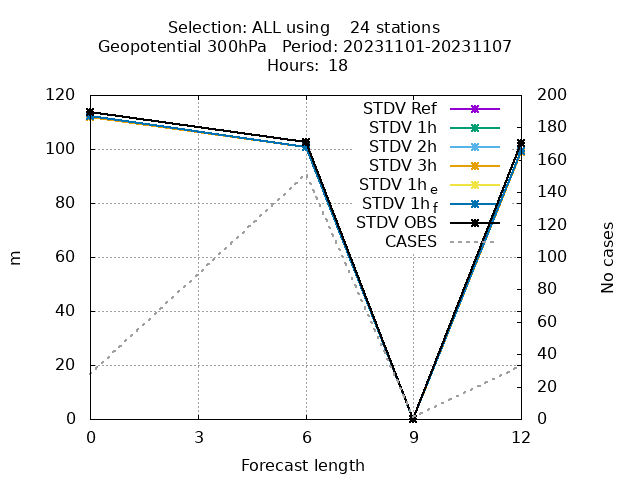 Selection: ALL using 24 stations
Geopotential 300hPa Period: 20231101-20231107
Hours: 18
STDV Ref
STDV 1h
STDV 2h
STDV 3h
STDV 1h e
STDV 1h f
STDV OBS
CASES
120
100
80
60
40
20
0
m
200
180
160
140
120
100
80
60
40
20
0
No cases
0 3 6 9 12
Forecast length